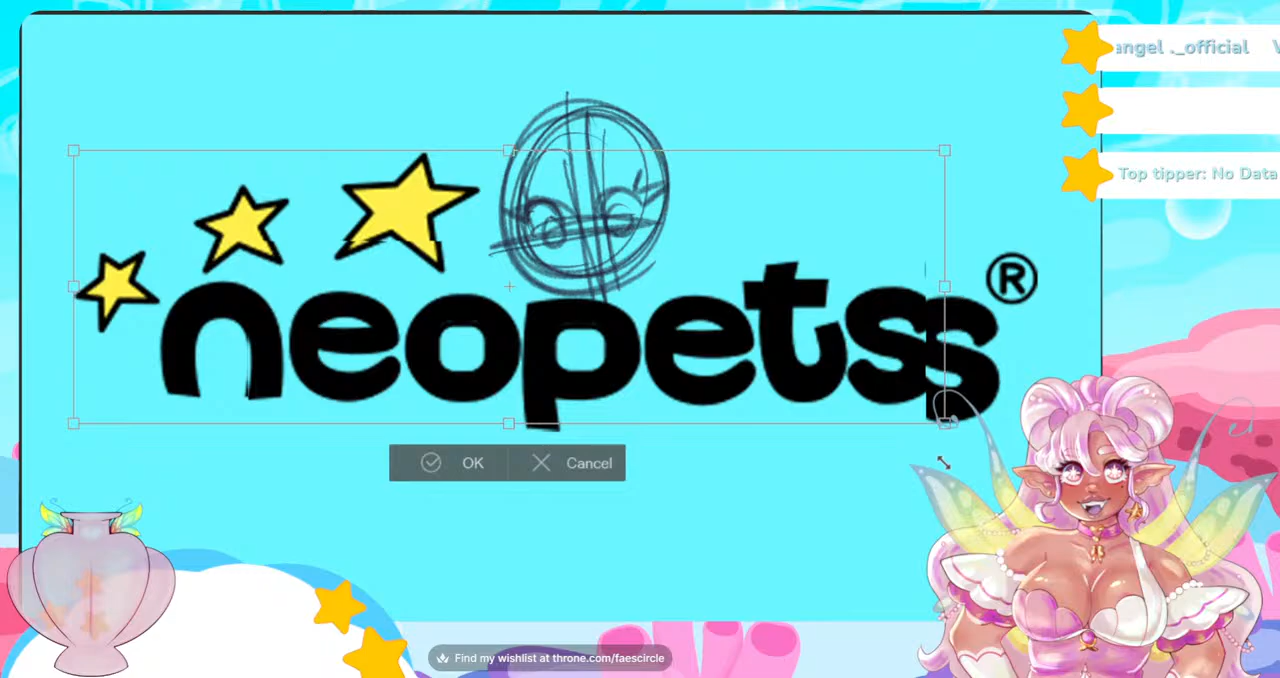 angel ._official V
Top tipper: No Data
neopetss®
OK Cancel
Find my wishlist at throne.com/faescircle